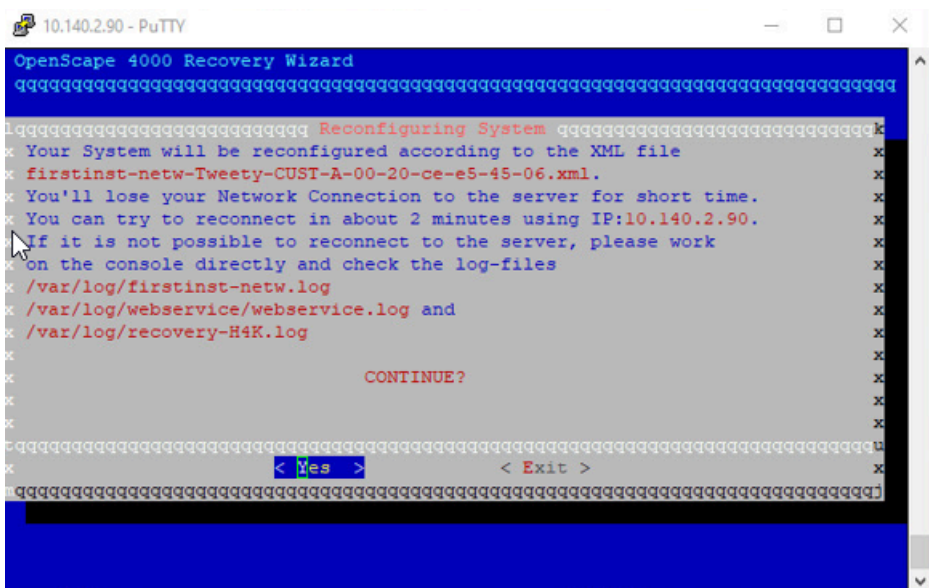 10.140.2.90 - PuTTY
OpenScape 4000 Recovery Wizard
Reconfiguring System
Your System will be reconfigured according to the XML file
firstinst-netw-Tweety-CUST-A-00-20-ce-e5-45-06.xml.
You'll lose your Network Connection to the server for short time.
You can try to reconnect in about 2 minutes using IP:10.140.2.90.
If it is not possible to reconnect to the server, please work
on the console directly and check the log-files
/var/log/firstinst-netw.log
/var/log/webservice/webservice.log and
/var/log/recovery-H4K.log
CONTINUE?
< Yes > < Exit >